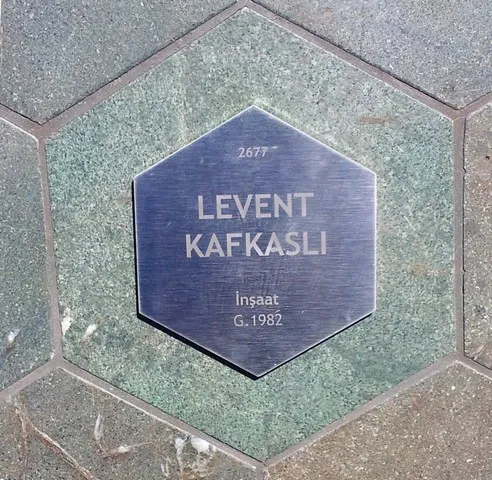 2677
LEVENT
KAFKASLI
İnşaat
G.1982